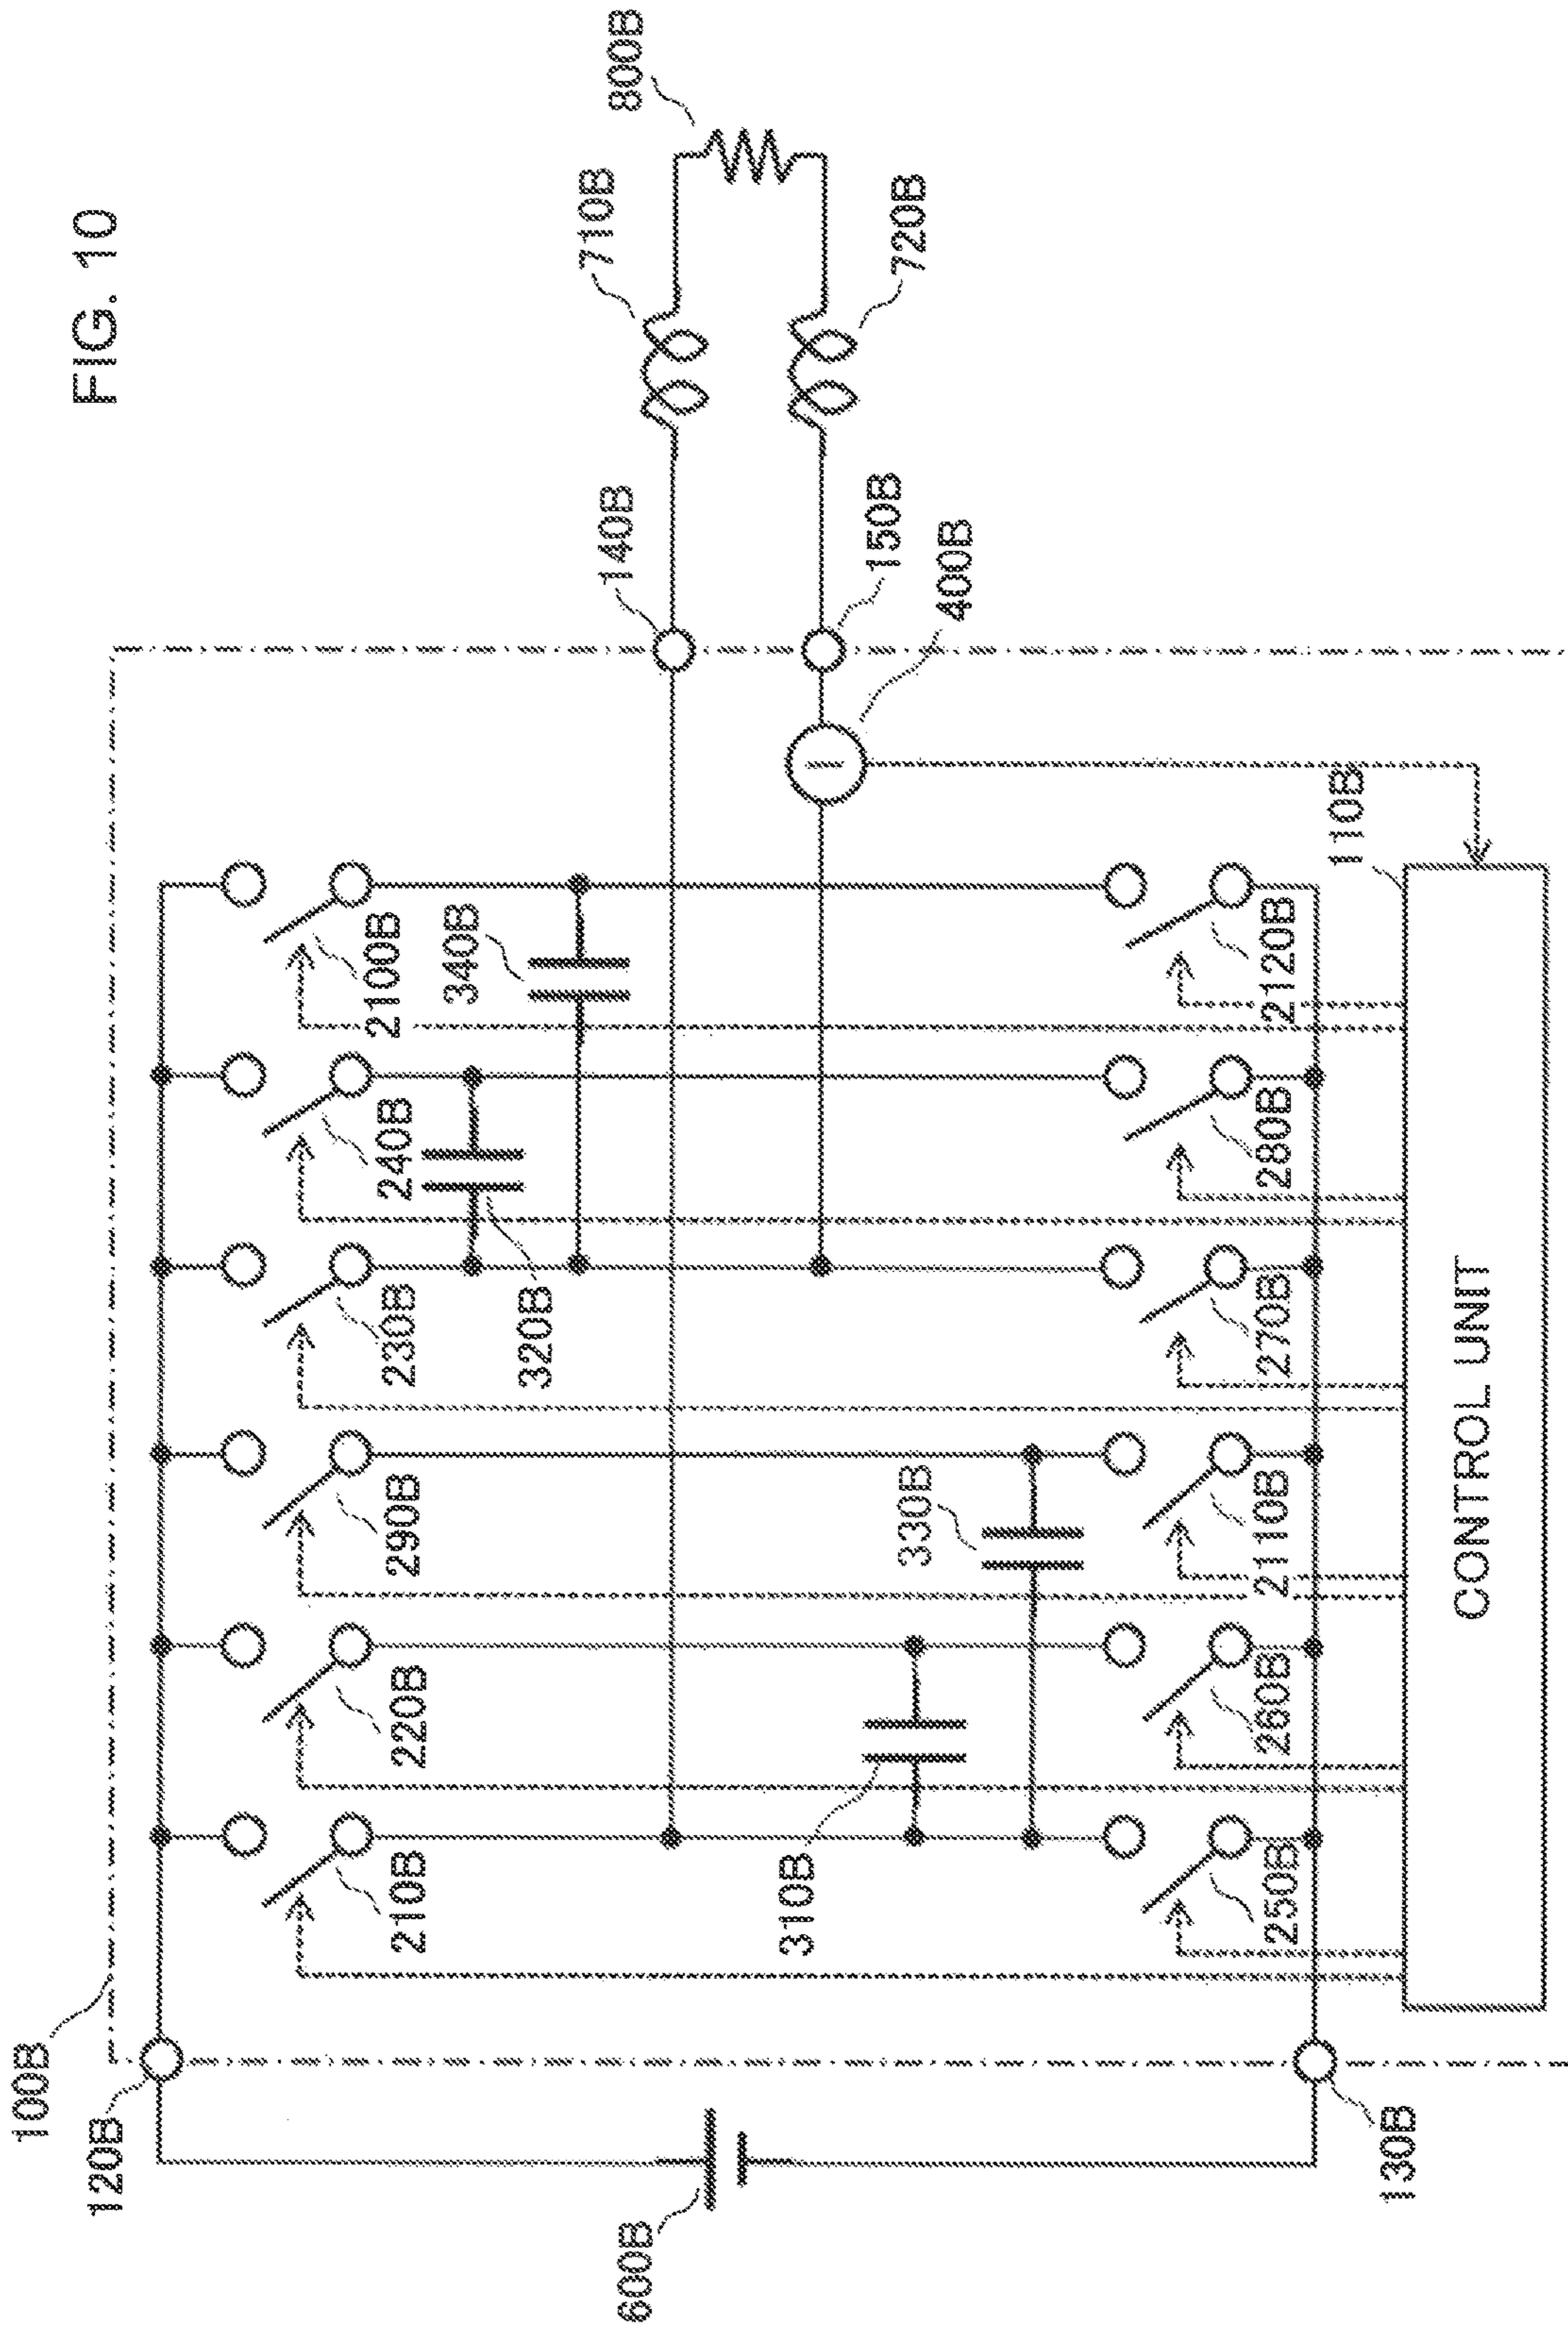 FIG. 10
100B
120B
600B
130B
210B
220B
290B
230B
240B
2100B
320B
340B
310B
330B
250B
260B
2110B
270B
280B
2120B
110B
CONTROL UNIT
140B
150B
400B
710B
720B
800B
I